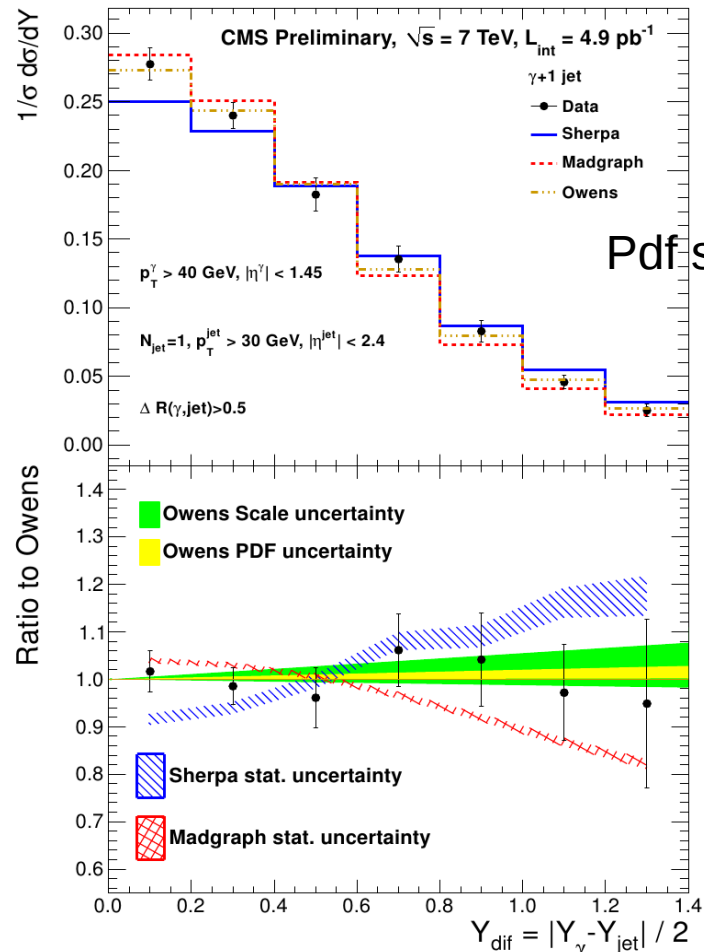 CMS Preliminary, √s = 7 TeV, L_int = 4.9 pb⁻¹
1/σ dσ/dY
γ+1 jet
Data
Sherpa
Madgraph
Owens
Pdf s
p_T^γ > 40 GeV, |η^γ| < 1.45
N_jet=1, p_T^jet > 30 GeV, |η^jet| < 2.4
Δ R(γ,jet)>0.5
0.30
0.25
0.20
0.15
0.10
0.05
0.00
Ratio to Owens
Owens Scale uncertainty
Owens PDF uncertainty
Sherpa stat. uncertainty
Madgraph stat. uncertainty
1.4
1.3
1.2
1.1
1.0
0.9
0.8
0.7
0.6
0.0 0.2 0.4 0.6 0.8 1.0 1.2 1.4
Y_dif = |Y_γ-Y_jet| / 2